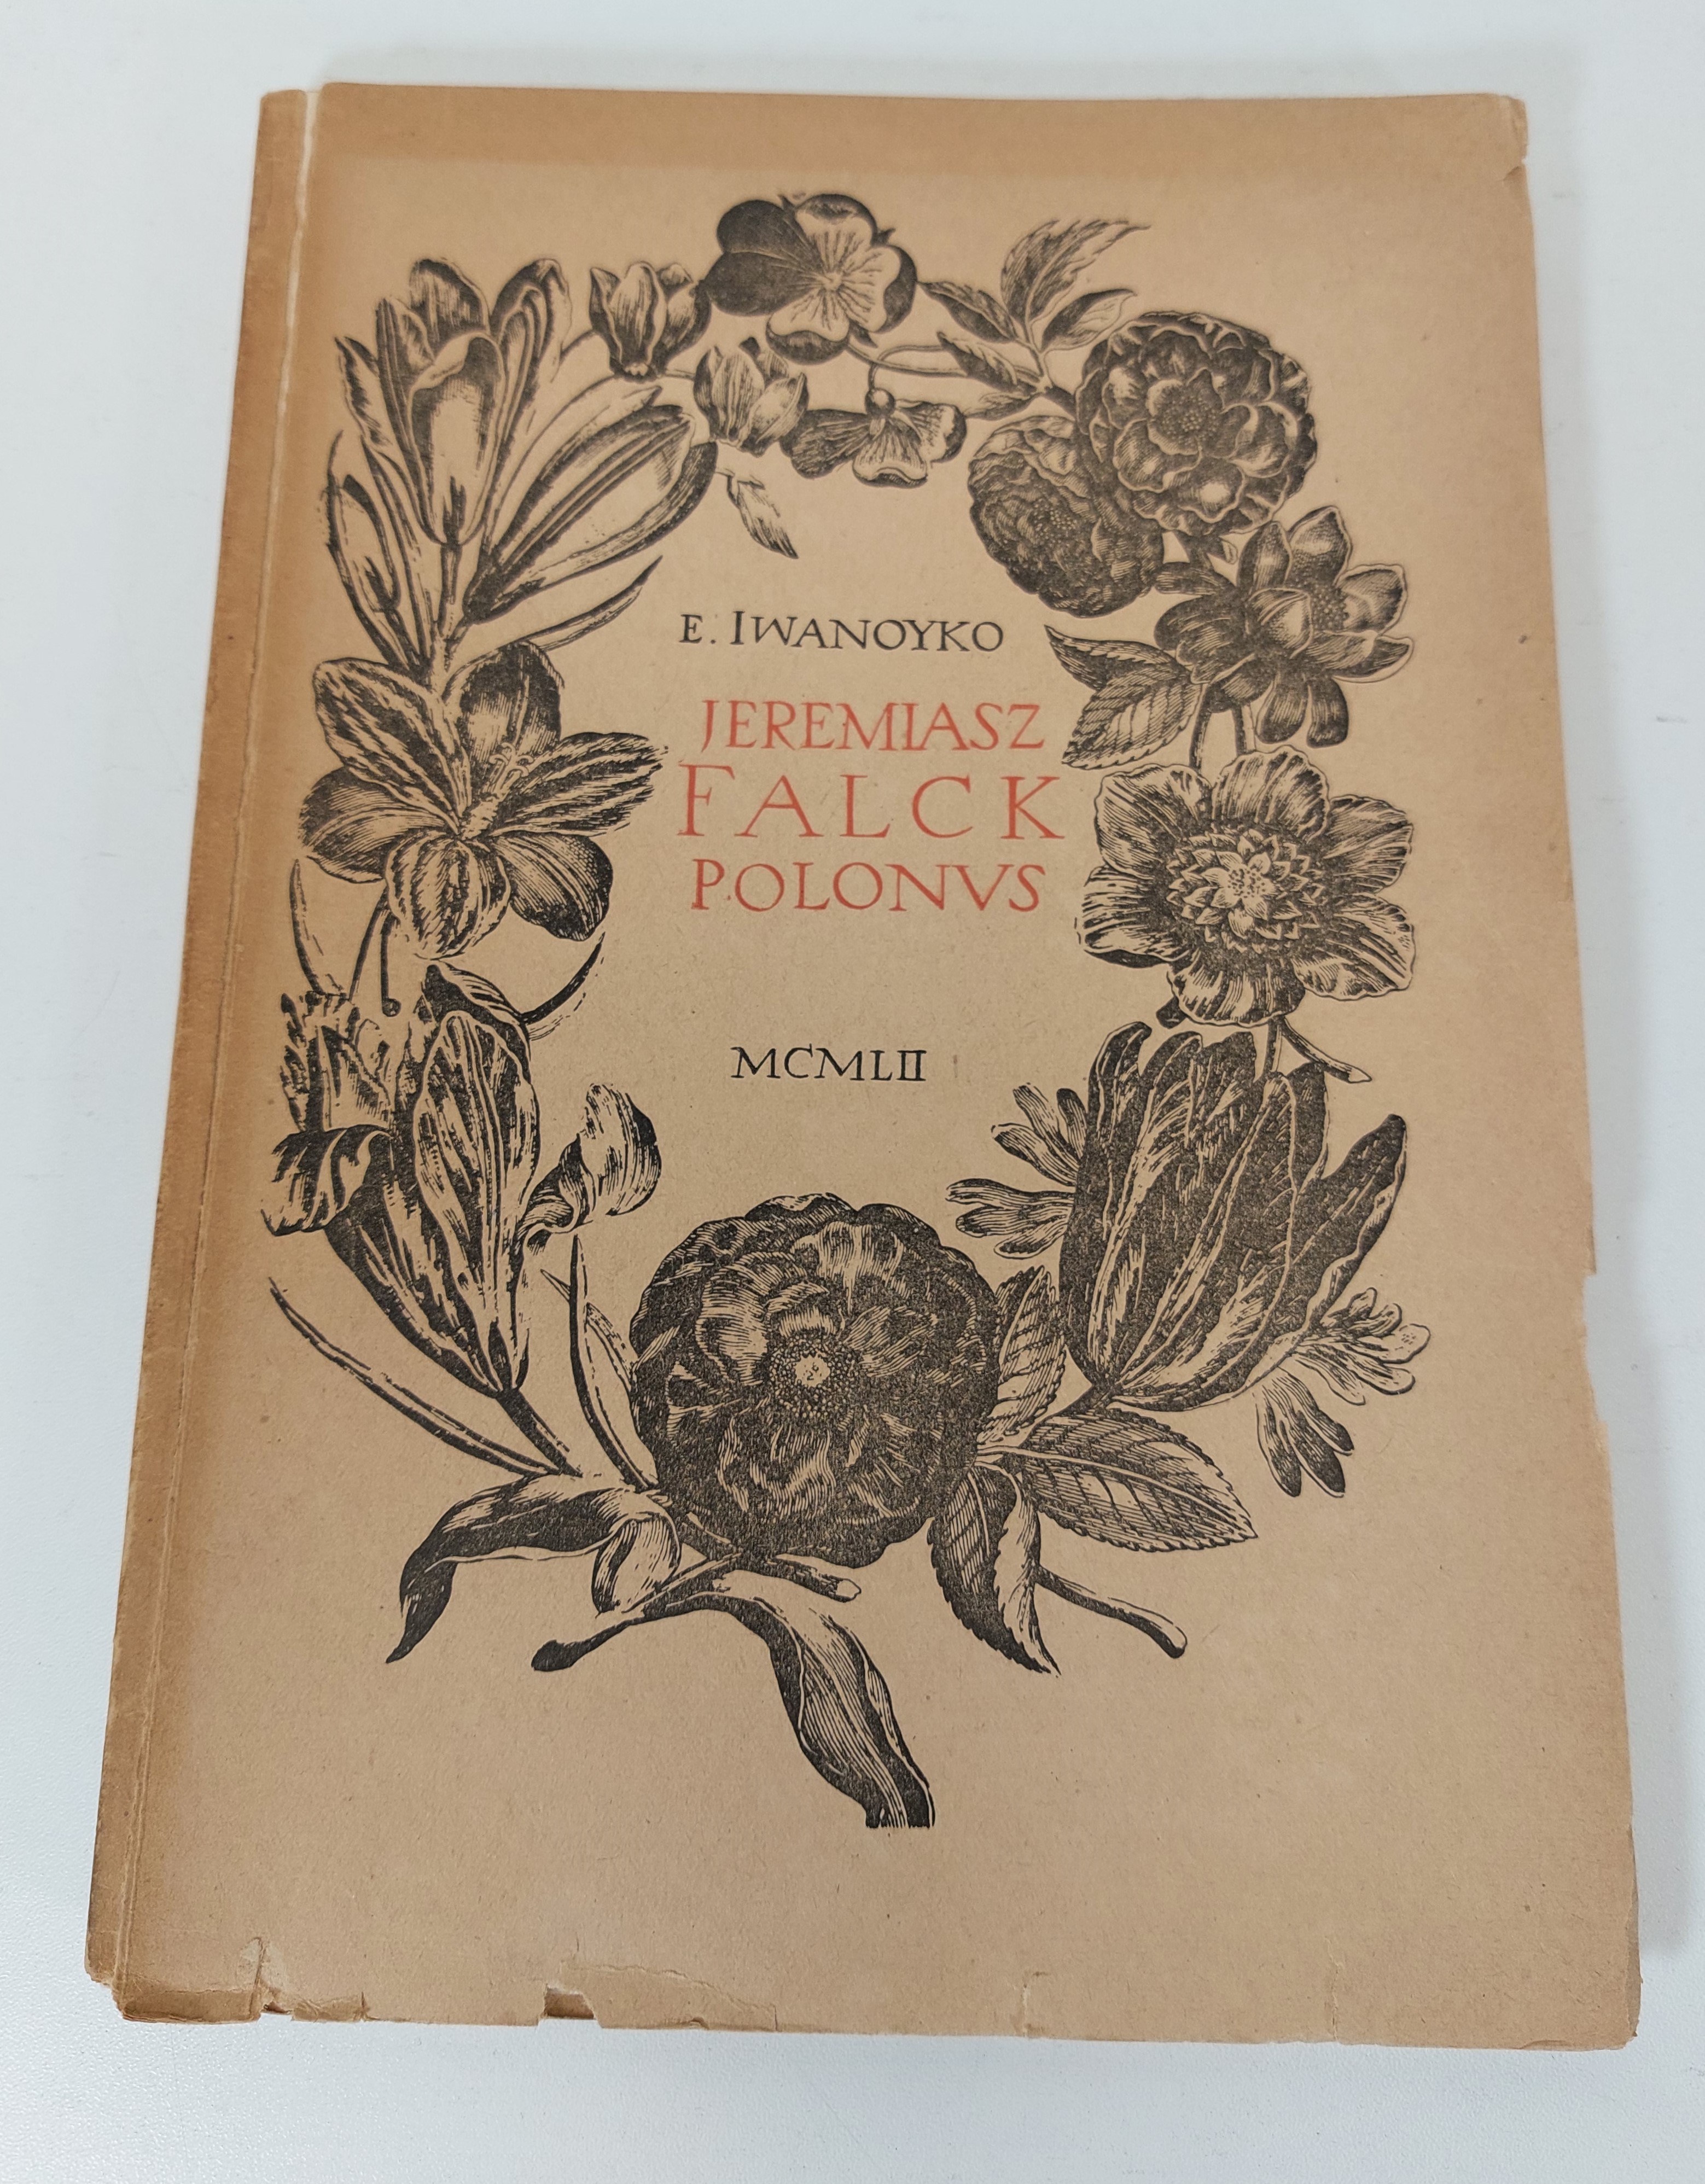 E. IWANOYKO
JEREMIASZ
FALCK
POLONVS
MCMLII